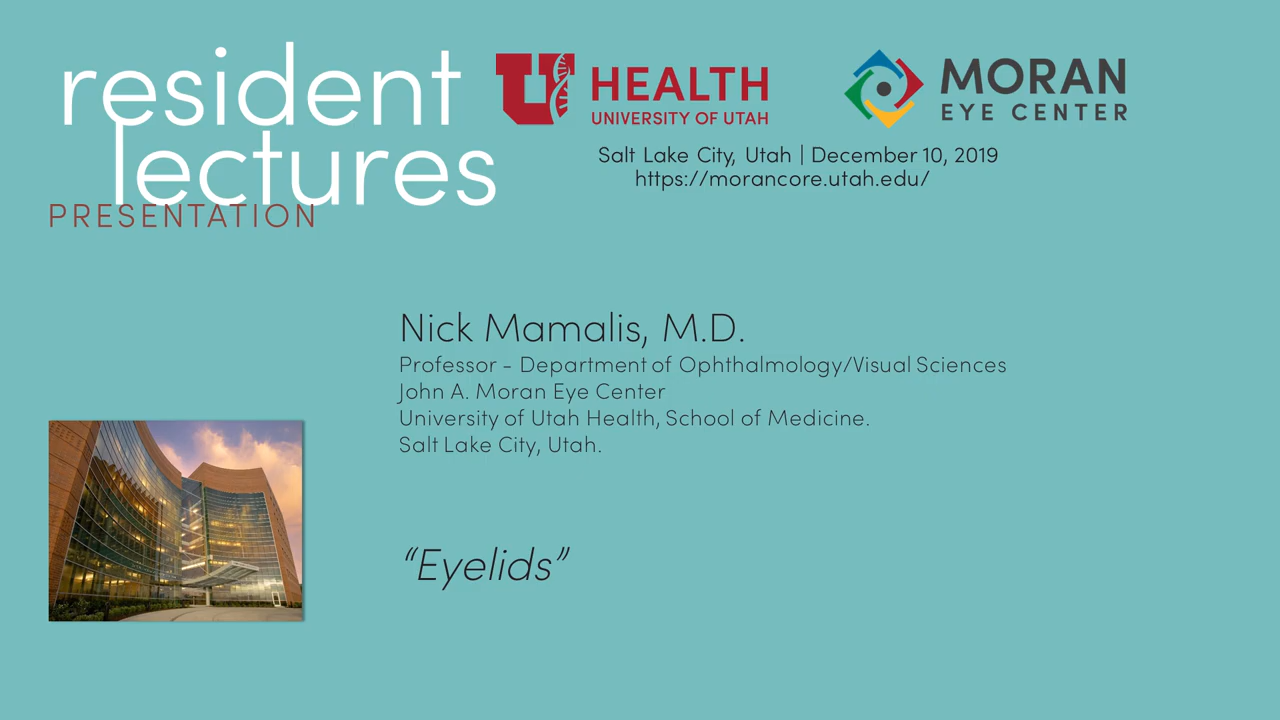 resident
lectures
PRESENTATION
U HEALTH
UNIVERSITY OF UTAH
MORAN
EYE CENTER
Salt Lake City, Utah | December 10, 2019
https://morancore.utah.edu/
Nick Mamalis, M.D.
Professor - Department of Ophthalmology/Visual Sciences
John A. Moran Eye Center
University of Utah Health, School of Medicine.
Salt Lake City, Utah.
“Eyelids”